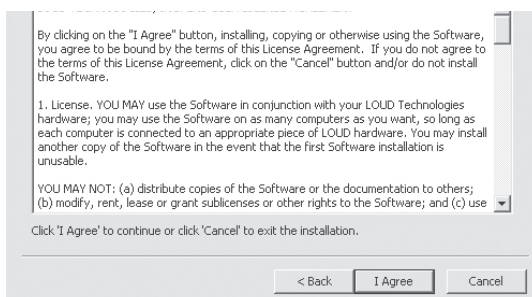 By clicking on the "I Agree" button, installing, copying or otherwise using the Software,
you agree to be bound by the terms of this License Agreement.  If you do not agree to
the terms of this License Agreement, click on the "Cancel" button and/or do not install
the Software.
1. License. YOU MAY use the Software in conjunction with your LOUD Technologies
hardware; you may use the Software on as many computers as you want, so long as
each computer is connected to an appropriate piece of LOUD hardware. You may install
another copy of the Software in the event that the first Software installation is
unusable.
YOU MAY NOT: (a) distribute copies of the Software or the documentation to others;
(b) modify, rent, lease or grant sublicenses or other rights to the Software; and (c) use
Click 'I Agree' to continue or click 'Cancel' to exit the installation.
< Back
I Agree
Cancel